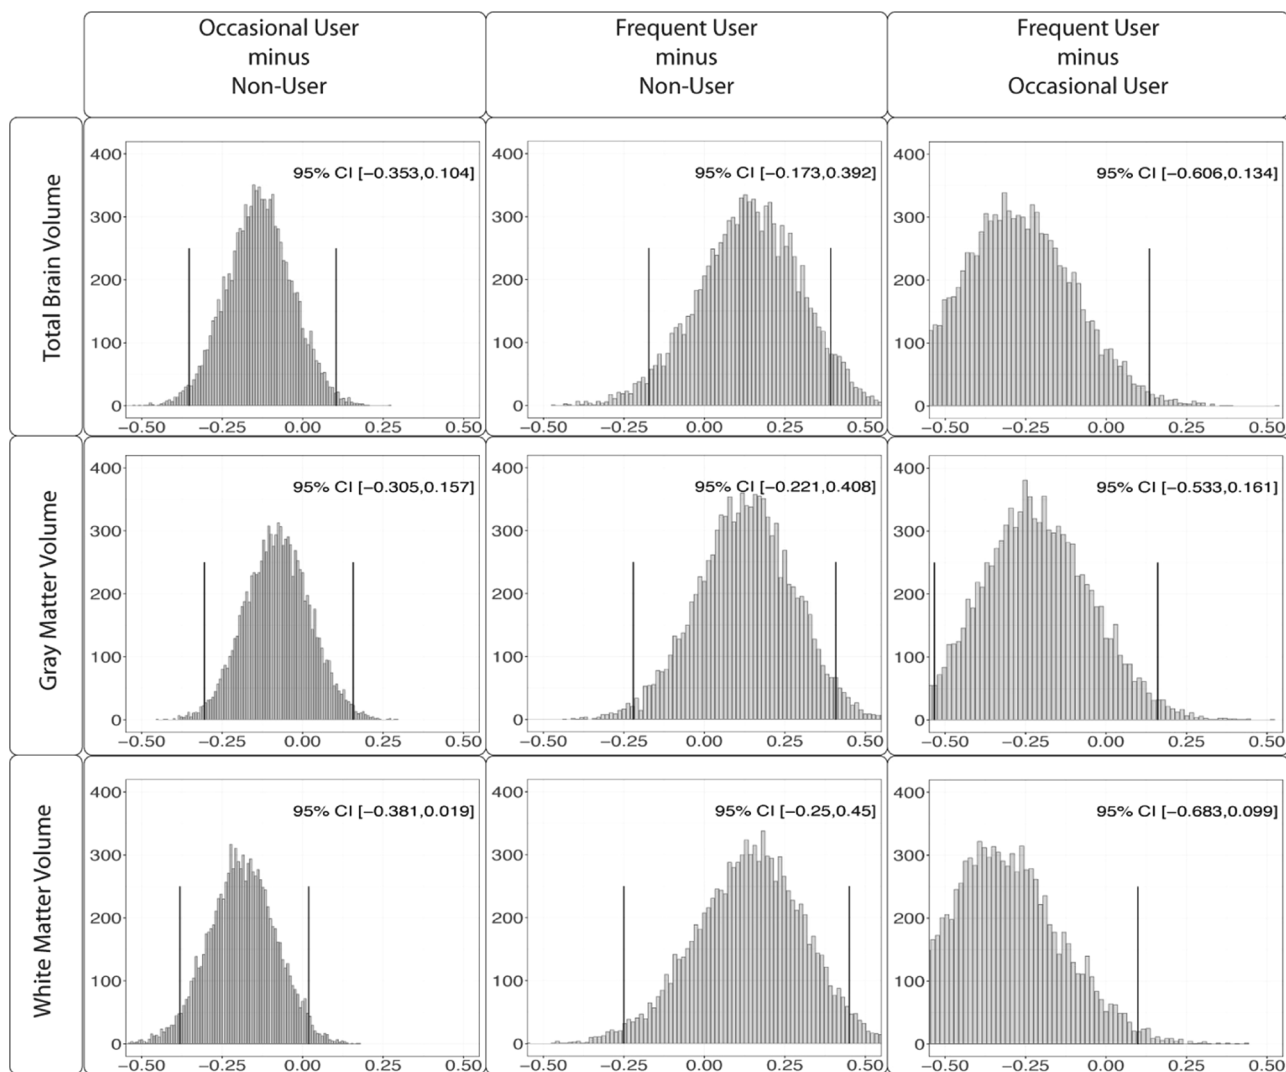 Occasional User
minus
Non-User
Frequent User
minus
Non-User
Frequent User
minus
Occasional User
Total Brain Volume
400
300
200
100
0
95% CI [−0.353,0.104]
−0.50 −0.25 0.00 0.25 0.50
400
300
200
100
0
95% CI [−0.173,0.392]
−0.50 −0.25 0.00 0.25 0.50
400
300
200
100
0
95% CI [−0.606,0.134]
−0.50 −0.25 0.00 0.25 0.50
Gray Matter Volume
400
300
200
100
0
95% CI [−0.305,0.157]
−0.50 −0.25 0.00 0.25 0.50
400
300
200
100
0
95% CI [−0.221,0.408]
−0.50 −0.25 0.00 0.25 0.50
400
300
200
100
0
95% CI [−0.533,0.161]
−0.50 −0.25 0.00 0.25 0.50
White Matter Volume
400
300
200
100
0
95% CI [−0.381,0.019]
−0.50 −0.25 0.00 0.25 0.50
400
300
200
100
0
95% CI [−0.25,0.45]
−0.50 −0.25 0.00 0.25 0.50
400
300
200
100
0
95% CI [−0.683,0.099]
−0.50 −0.25 0.00 0.25 0.50